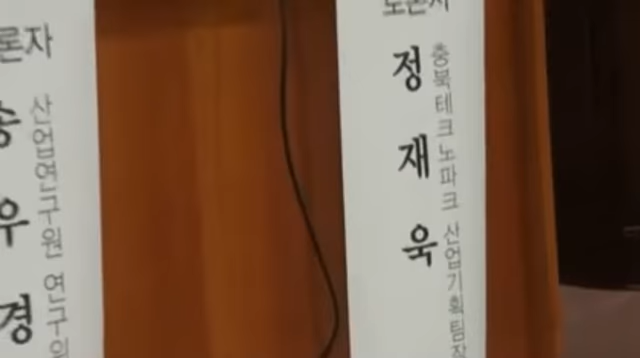 토론자
송우경
산업연구원 연구위
토론자
정재욱
충북테크노파크 산업기획팀장